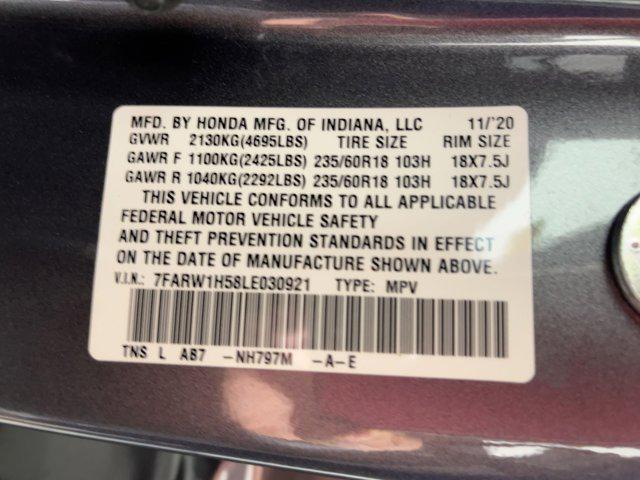 MFD. BY HONDA MFG. OF INDIANA, LLC 11/'20
GVWR 2130KG(4695LBS) TIRE SIZE RIM SIZE
GAWR F 1100KG(2425LBS) 235/60R18 103H 18X7.5J
GAWR R 1040KG(2292LBS) 235/60R18 103H 18X7.5J
THIS VEHICLE CONFORMS TO ALL APPLICABLE
FEDERAL MOTOR VEHICLE SAFETY
AND THEFT PREVENTION STANDARDS IN EFFECT
ON THE DATE OF MANUFACTURE SHOWN ABOVE.
V.I.N.: 7FARW1H58LE030921 TYPE: MPV
TNS L AB7 -NH797M -A-E